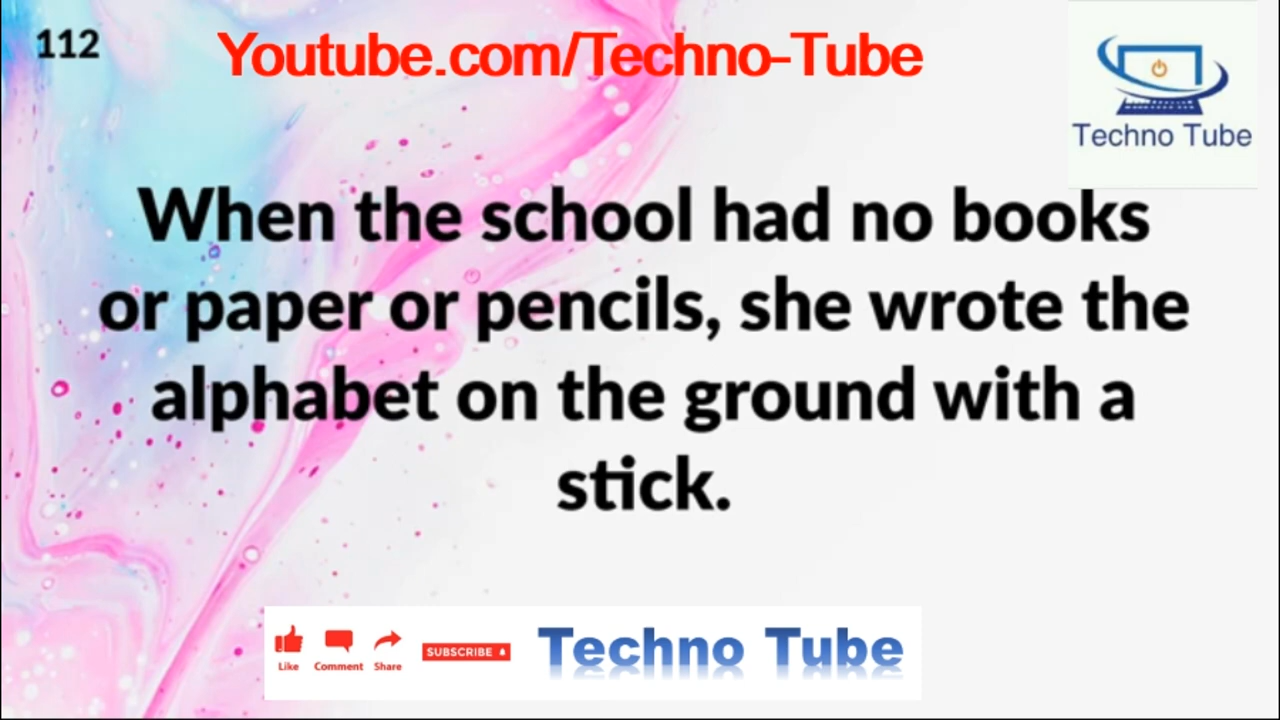 112
Youtube.com/Techno-Tube
Techno Tube
When the school had no books
or paper or pencils, she wrote the
alphabet on the ground with a
stick.
Like Comment Share
SUBSCRIBE
Techno Tube